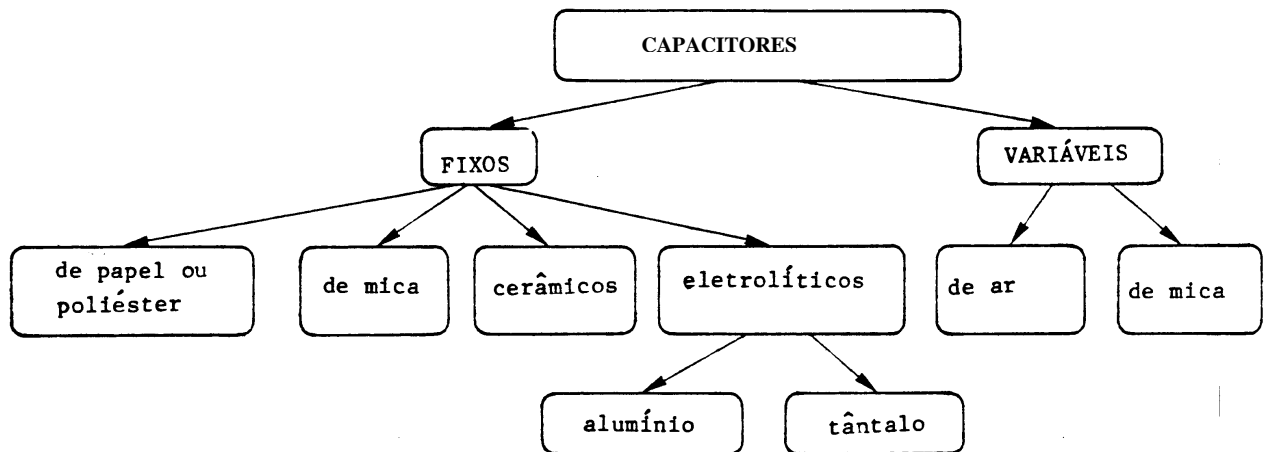 CAPACITORES
FIXOS
VARIÁVEIS
de papel ou
poliéster
de mica
cerâmicos
eletrolíticos
de ar
de mica
alumínio
tântalo